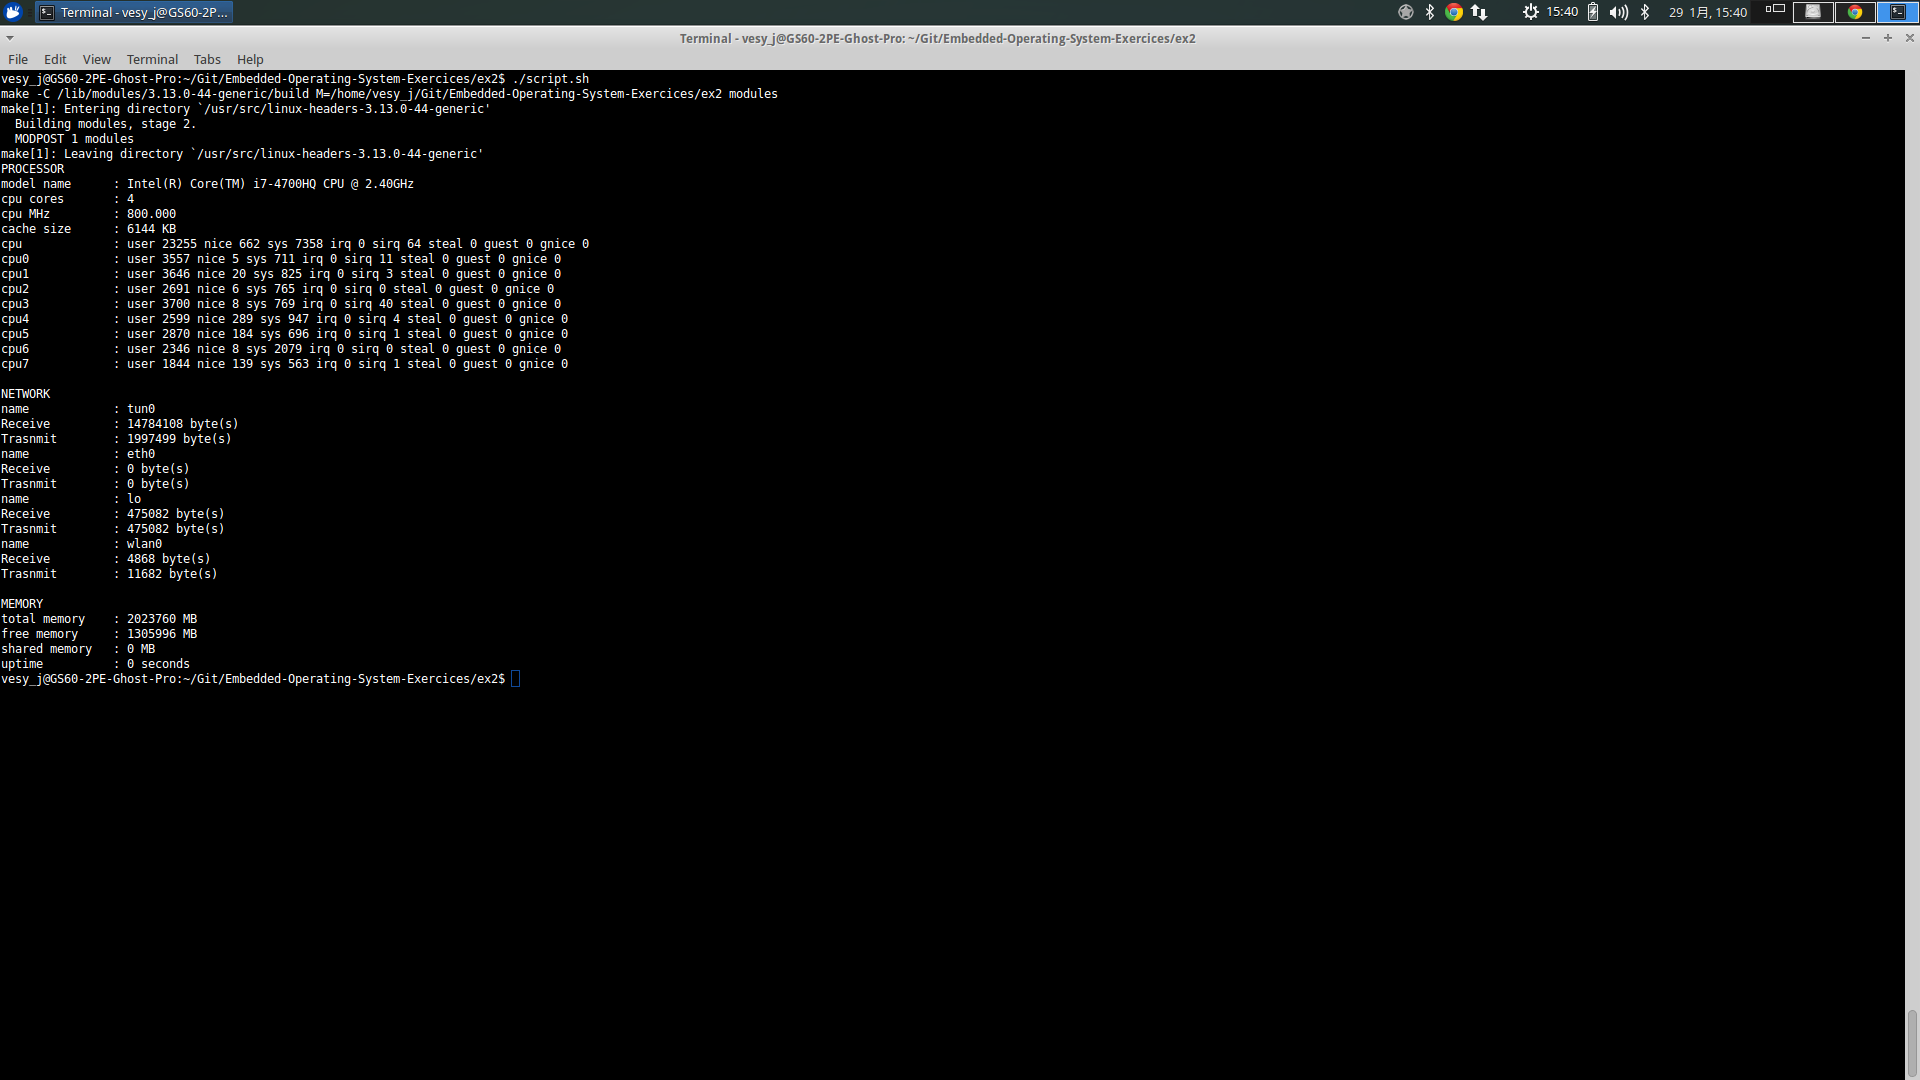 Terminal - vesy_j@GS60-2P...
15:40
29 1月, 15:40
Terminal - vesy_j@GS60-2PE-Ghost-Pro: ~/Git/Embedded-Operating-System-Exercices/ex2
File Edit View Terminal Tabs Help
vesy_j@GS60-2PE-Ghost-Pro:~/Git/Embedded-Operating-System-Exercices/ex2$ ./script.sh
make -C /lib/modules/3.13.0-44-generic/build M=/home/vesy_j/Git/Embedded-Operating-System-Exercices/ex2 modules
make[1]: Entering directory `/usr/src/linux-headers-3.13.0-44-generic'
  Building modules, stage 2.
  MODPOST 1 modules
make[1]: Leaving directory `/usr/src/linux-headers-3.13.0-44-generic'
PROCESSOR
model name      : Intel(R) Core(TM) i7-4700HQ CPU @ 2.40GHz
cpu cores       : 4
cpu MHz         : 800.000
cache size      : 6144 KB
cpu             : user 23255 nice 662 sys 7358 irq 0 sirq 64 steal 0 guest 0 gnice 0
cpu0            : user 3557 nice 5 sys 711 irq 0 sirq 11 steal 0 guest 0 gnice 0
cpu1            : user 3646 nice 20 sys 825 irq 0 sirq 3 steal 0 guest 0 gnice 0
cpu2            : user 2691 nice 6 sys 765 irq 0 sirq 0 steal 0 guest 0 gnice 0
cpu3            : user 3700 nice 8 sys 769 irq 0 sirq 40 steal 0 guest 0 gnice 0
cpu4            : user 2599 nice 289 sys 947 irq 0 sirq 4 steal 0 guest 0 gnice 0
cpu5            : user 2870 nice 184 sys 696 irq 0 sirq 1 steal 0 guest 0 gnice 0
cpu6            : user 2346 nice 8 sys 2079 irq 0 sirq 0 steal 0 guest 0 gnice 0
cpu7            : user 1844 nice 139 sys 563 irq 0 sirq 1 steal 0 guest 0 gnice 0

NETWORK
name            : tun0
Receive         : 14784108 byte(s)
Trasnmit        : 1997499 byte(s)
name            : eth0
Receive         : 0 byte(s)
Trasnmit        : 0 byte(s)
name            : lo
Receive         : 475082 byte(s)
Trasnmit        : 475082 byte(s)
name            : wlan0
Receive         : 4868 byte(s)
Trasnmit        : 11682 byte(s)

MEMORY
total memory    : 2023760 MB
free memory     : 1305996 MB
shared memory   : 0 MB
uptime          : 0 seconds
vesy_j@GS60-2PE-Ghost-Pro:~/Git/Embedded-Operating-System-Exercices/ex2$